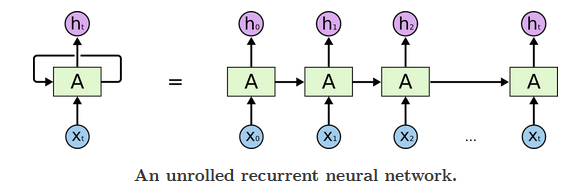 hₜ h₀ h₁ h₂ hₜ
A = A A A A
xₜ x₀ x₁ x₂ ... xₜ
An unrolled recurrent neural network.